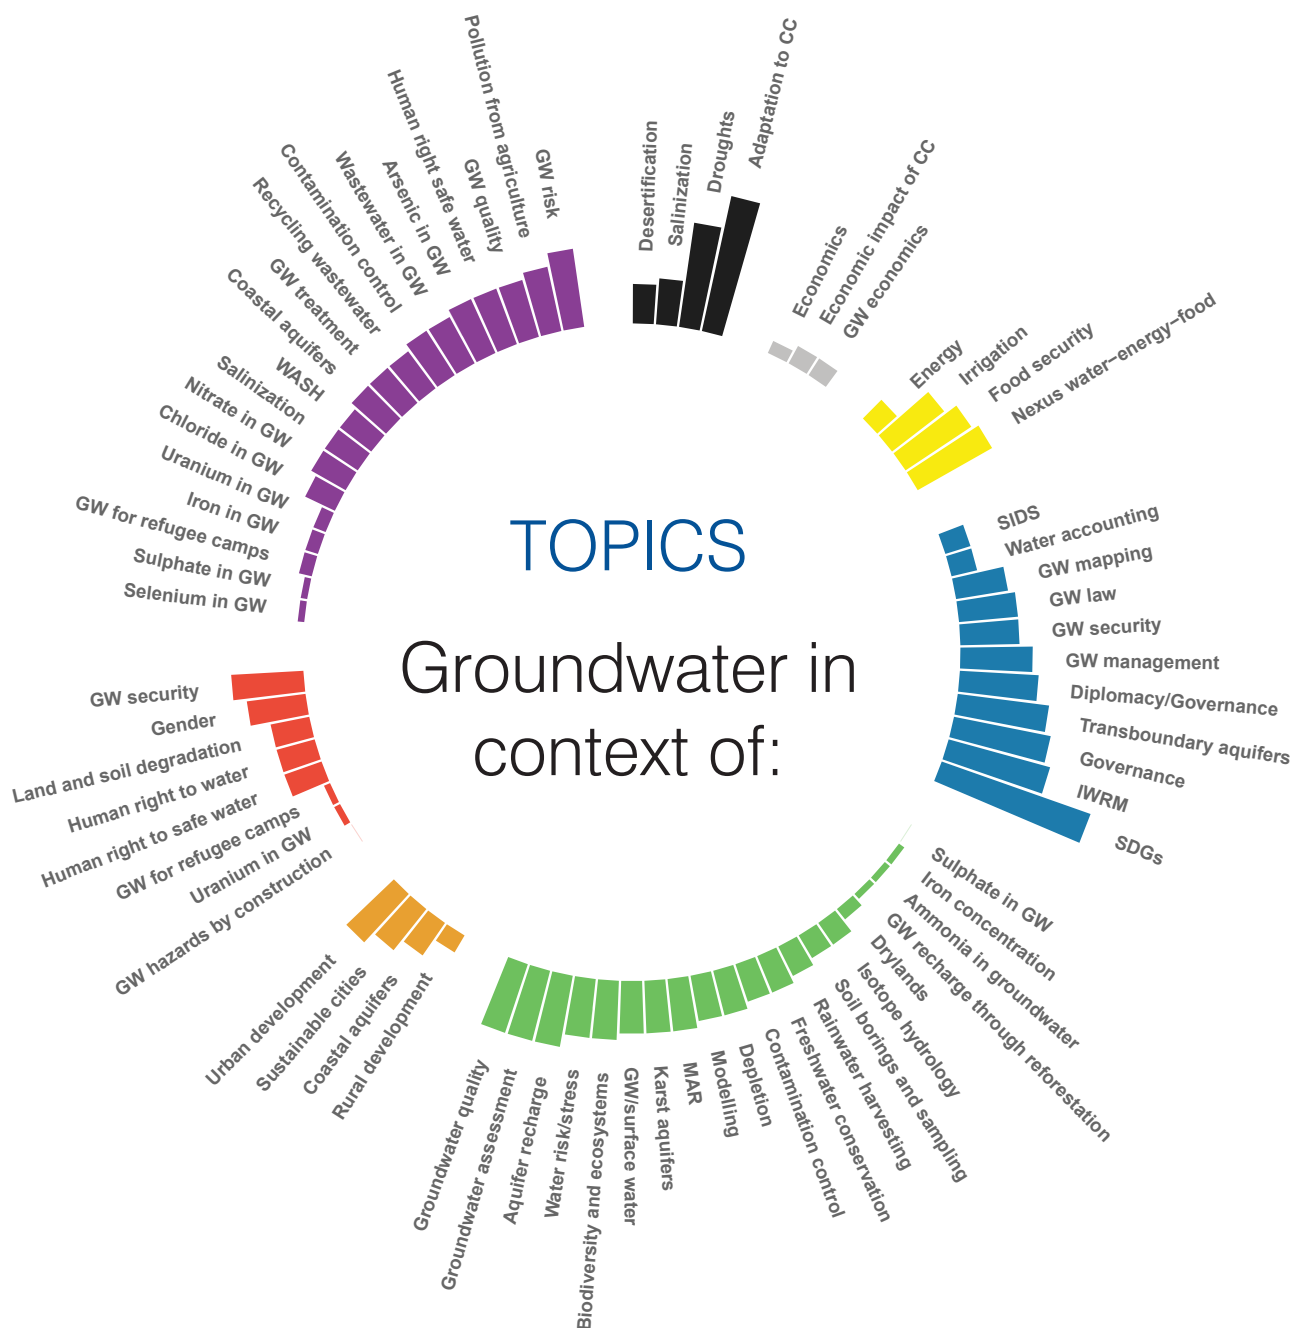 TOPICS
Groundwater in
context of:
Desertification
Salinization
Droughts
Adaptation to CC
Economics
Economic impact of CC
GW economics
Energy
Irrigation
Food security
Nexus water−energy−food
SIDS
Water accounting
GW mapping
GW law
GW security
GW management
Diplomacy/Governance
Transboundary aquifers
Governance
IWRM
SDGs
Sulphate in GW
Iron concentration
Ammonia in groundwater
GW recharge through reforestation
Drylands
Isotope hydrology
Soil borings and sampling
Rainwater harvesting
Freshwater conservation
Contamination control
Depletion
Modelling
MAR
Karst aquifers
GW/surface water
Biodiversity and ecosystems
Water risk/stress
Aquifer recharge
Groundwater assessment
Groundwater quality
Rural development
Coastal aquifers
Sustainable cities
Urban development
GW hazards by construction
Uranium in GW
GW for refugee camps
Human right to safe water
Human right to water
Land and soil degradation
Gender
GW security
Selenium in GW
Sulphate in GW
GW for refugee camps
Iron in GW
Uranium in GW
Chloride in GW
Nitrate in GW
Salinization
WASH
Coastal aquifers
GW treatment
Recycling wastewater
Contamination control
Wastewater in GW
Arsenic in GW
Human right safe water
GW quality
Pollution from agriculture
GW risk